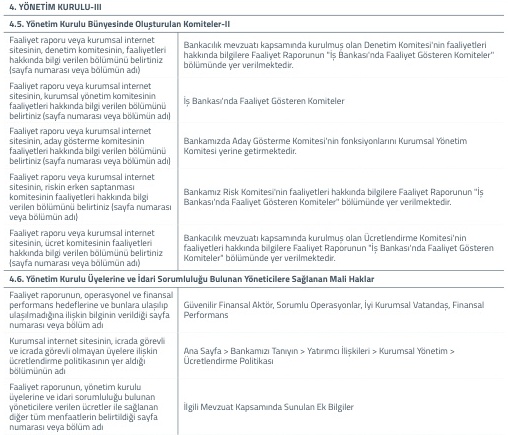 4. YÖNETİM KURULU-III
4.5. Yönetim Kurulu Bünyesinde Oluşturulan Komiteler-II
Faaliyet raporu veya kurumsal internet
sitesinin, denetim komitesinin, faaliyetleri
hakkında bilgi verilen bölümünü belirtiniz
(sayfa numarası veya bölümün adı)
Bankacılık mevzuatı kapsamında kurulmuş olan Denetim Komitesi'nin faaliyetleri
hakkında bilgilere Faaliyet Raporunun "İş Bankası'nda Faaliyet Gösteren Komiteler"
bölümünde yer verilmektedir.
Faaliyet raporu veya kurumsal internet
sitesinin, kurumsal yönetim komitesinin
faaliyetleri hakkında bilgi verilen bölümünü
belirtiniz (sayfa numarası veya bölümün adı)
İş Bankası'nda Faaliyet Gösteren Komiteler
Faaliyet raporu veya kurumsal internet
sitesinin, aday gösterme komitesinin
faaliyetleri hakkında bilgi verilen bölümünü
belirtiniz (sayfa numarası veya bölümün adı)
Bankamızda Aday Gösterme Komitesi'nin fonksiyonlarını Kurumsal Yönetim
Komitesi yerine getirmektedir.
Faaliyet raporu veya kurumsal internet
sitesinin, riskin erken saptanması
komitesinin faaliyetleri hakkında bilgi
verilen bölümünü belirtiniz (sayfa numarası
veya bölümün adı)
Bankamız Risk Komitesi'nin faaliyetleri hakkında bilgilere Faaliyet Raporunun "İş
Bankası'nda Faaliyet Gösteren Komiteler" bölümünde yer verilmektedir.
Faaliyet raporu veya kurumsal internet
sitesinin, ücret komitesinin faaliyetleri
hakkında bilgi verilen bölümünü belirtiniz
(sayfa numarası veya bölümün adı)
Bankacılık mevzuatı kapsamında kurulmuş olan Ücretlendirme Komitesi'nin
faaliyetleri hakkında bilgilere Faaliyet Raporunun "İş Bankası'nda Faaliyet Gösteren
Komiteler" bölümünde yer verilmektedir.
4.6. Yönetim Kurulu Üyelerine ve İdari Sorumluluğu Bulunan Yöneticilere Sağlanan Mali Haklar
Faaliyet raporunun, operasyonel ve finansal
performans hedeflerine ve bunlara ulaşılıp
ulaşılmadığına ilişkin bilginin verildiği sayfa
numarası veya bölüm adı
Güvenilir Finansal Aktör, Sorumlu Operasyonlar, İyi Kurumsal Vatandaş, Finansal
Performans
Kurumsal internet sitesinin, icrada görevli
ve icrada görevli olmayan üyelere ilişkin
ücretlendirme politikasının yer aldığı
bölümünün adı
Ana Sayfa > Bankamızı Tanıyın > Yatırımcı İlişkileri > Kurumsal Yönetim >
Ücretlendirme Politikası
Faaliyet raporunun, yönetim kurulu
üyelerine ve idari sorumluluğu bulunan
yöneticilere verilen ücretler ile sağlanan
diğer tüm menfaatlerin belirtildiği sayfa
numarası veya bölüm adı
İlgili Mevzuat Kapsamında Sunulan Ek Bilgiler